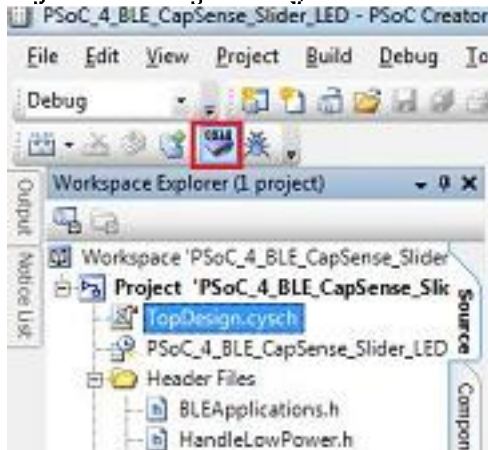 PSoC_4_BLE_CapSense_Slider_LED - PSoC Creator
File Edit View Project Build Debug To
Debug
Workspace Explorer (1 project)
Output
Notice List
Workspace 'PSoC_4_BLE_CapSense_Slider
Project 'PSoC_4_BLE_CapSense_Slic
TopDesign.cysch
PSoC_4_BLE_CapSense_Slider_LED
Header Files
BLEApplications.h
HandleLowPower.h
Source
Compon